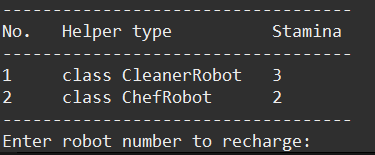 -----------------------------------
No.   Helper type          Stamina
-----------------------------------
1     class CleanerRobot   3
2     class ChefRobot      2
-----------------------------------
Enter robot number to recharge: